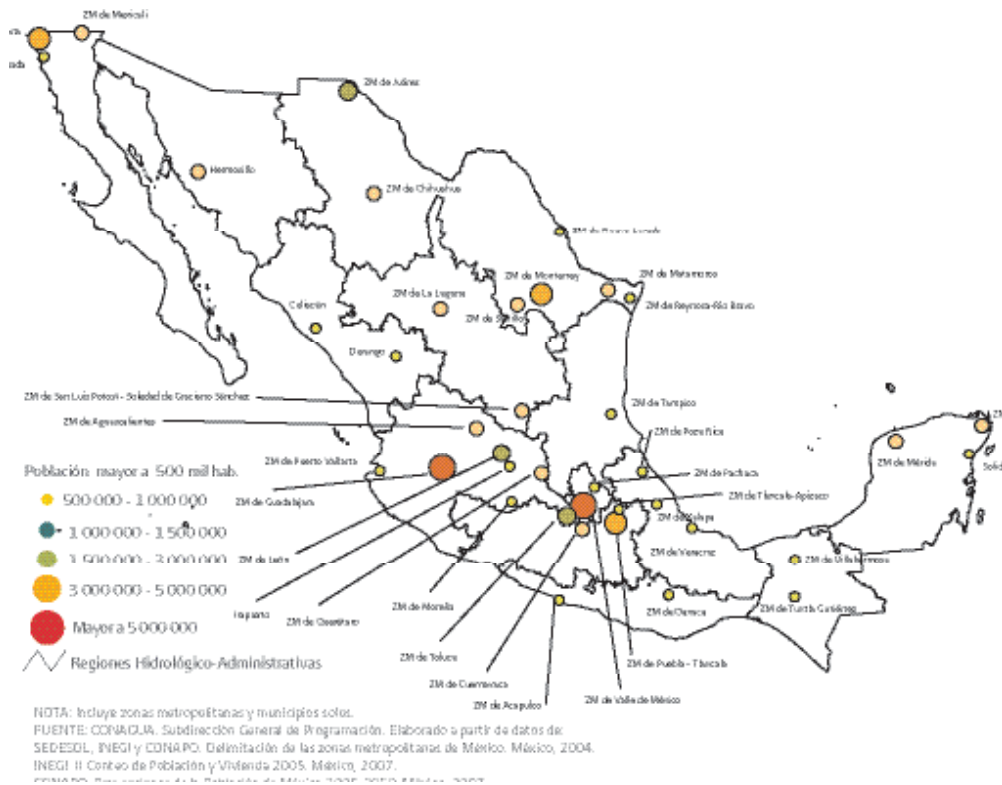 ZM de Mexicali
ZM de Juárez
Hermosillo
ZM de Chihuahua
ZM de
ZM de Monterrey
ZM de Matamoros
ZM de La Laguna
ZM de Reynosa-Río Bravo
Culiacán
ZM de Saltillo
Durango
ZM de San Luis Potosí - Soledad de Graciano Sánchez
ZM de Tampico
ZM
ZM de Aguascalientes
ZM de Poza Rica
Población mayor a 500 mil hab.
ZM de Puerto Vallarta
ZM de Pachuca
ZM de Mérida
500 000 - 1 000 000
ZM de Guadalajara
ZM de Tlaxcala-Apizaco
ZM de Xalapa
1 000 000 - 1 500 000
ZM de León
ZM de Veracruz
ZM de Villahermosa
1 500 000 - 3 000 000
3 000 000 - 5 000 000
Irapuato
ZM de Querétaro
ZM de Morelia
ZM de Oaxaca
ZM de Tuxtla Gutiérrez
Mayor a 5 000 000
ZM de Toluca
ZM de Puebla - Tlaxcala
Regiones Hidrológico-Administrativas
ZM de Cuernavaca
ZM de Valle de México
ZM de Acapulco
NOTA: Incluye zonas metropolitanas y municipios solos.
FUENTE: CONAGUA. Subdirección General de Programación. Elaborado a partir de datos de:
SEDESOL, INEGI y CONAPO. Delimitación de las zonas metropolitanas de México. México, 2004.
INEGI II Conteo de Población y Vivienda 2005. México, 2007.